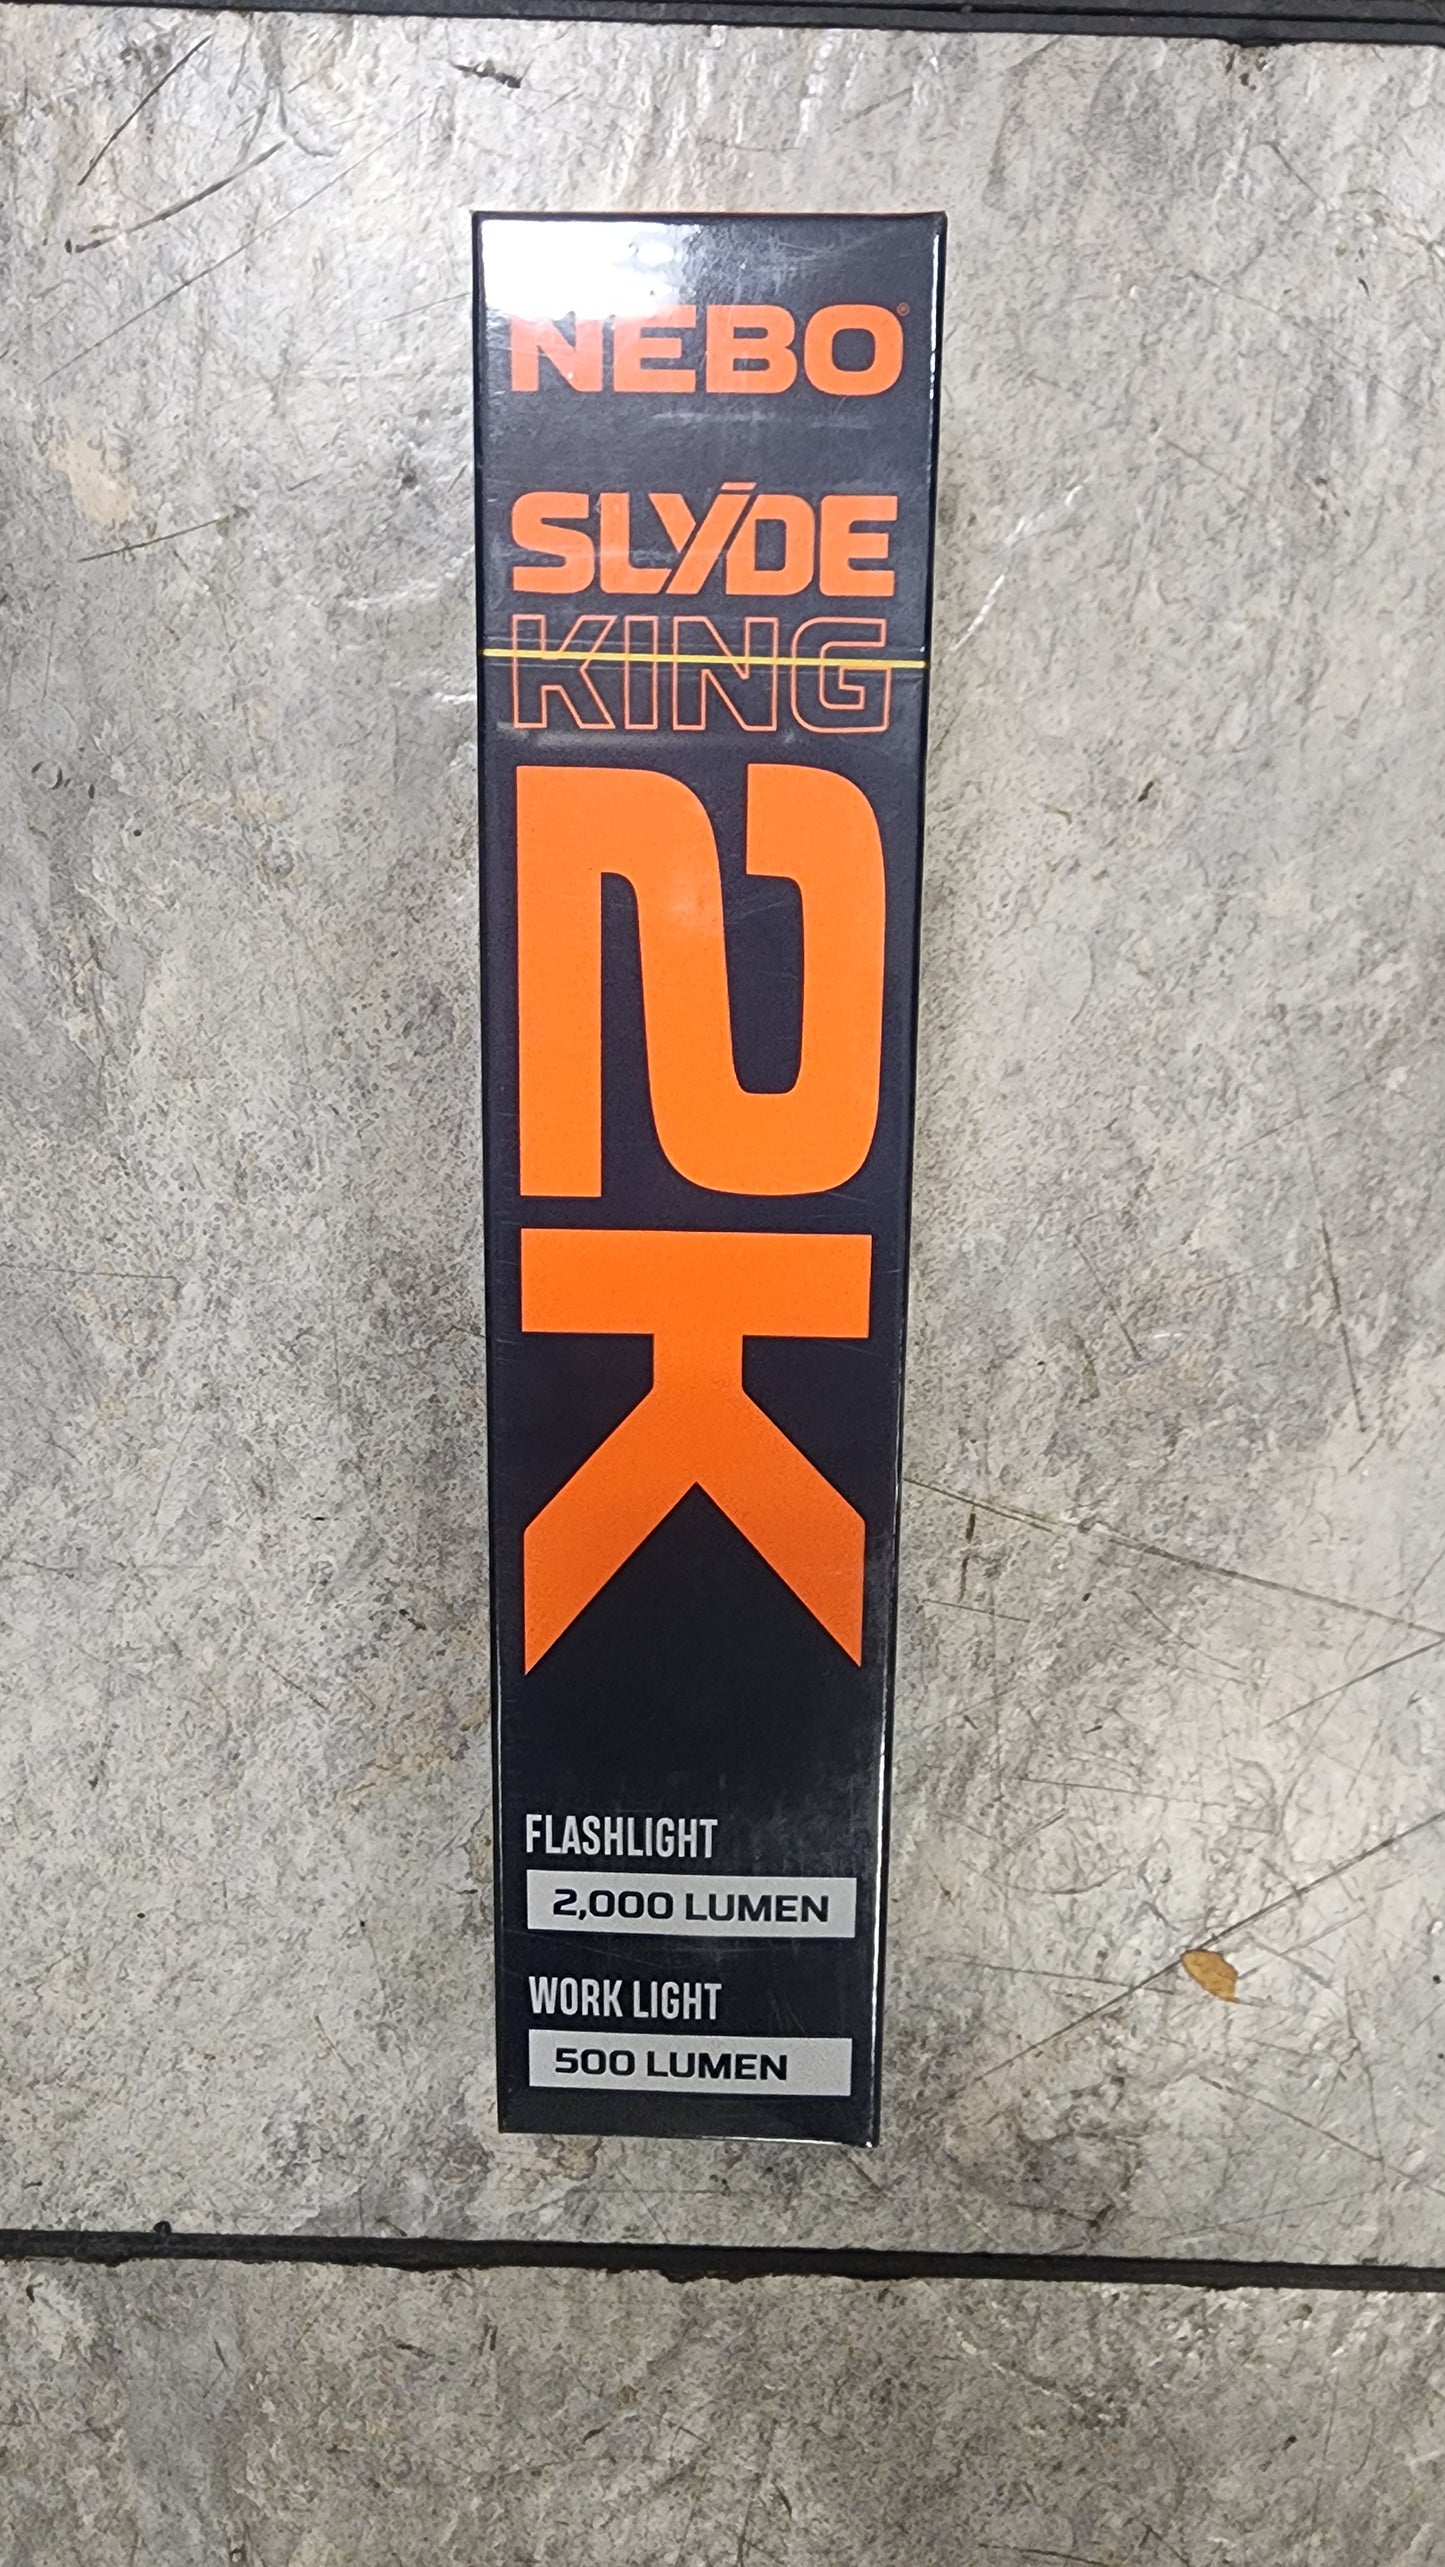 NEBO®
SLYDE
KING
2K
FLASHLIGHT
2,000 LUMEN
WORK LIGHT
500 LUMEN